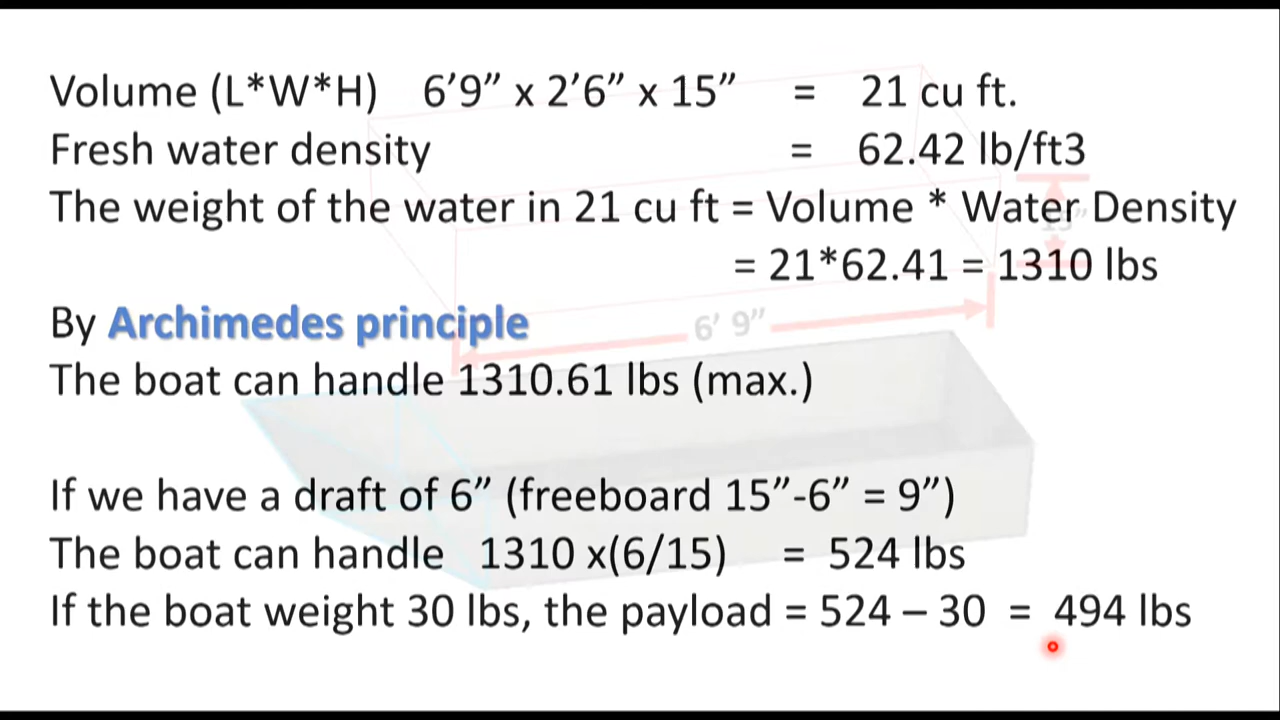 Volume (L*W*H) 6’9” x 2’6” x 15” = 21 cu ft.
Fresh water density = 62.42 lb/ft3
The weight of the water in 21 cu ft = Volume * Water Density
= 21*62.41 = 1310 lbs
15”
By Archimedes principle
6’ 9”
The boat can handle 1310.61 lbs (max.)
If we have a draft of 6” (freeboard 15”-6” = 9”)
The boat can handle 1310 x(6/15) = 524 lbs
If the boat weight 30 lbs, the payload = 524 – 30 = 494 lbs